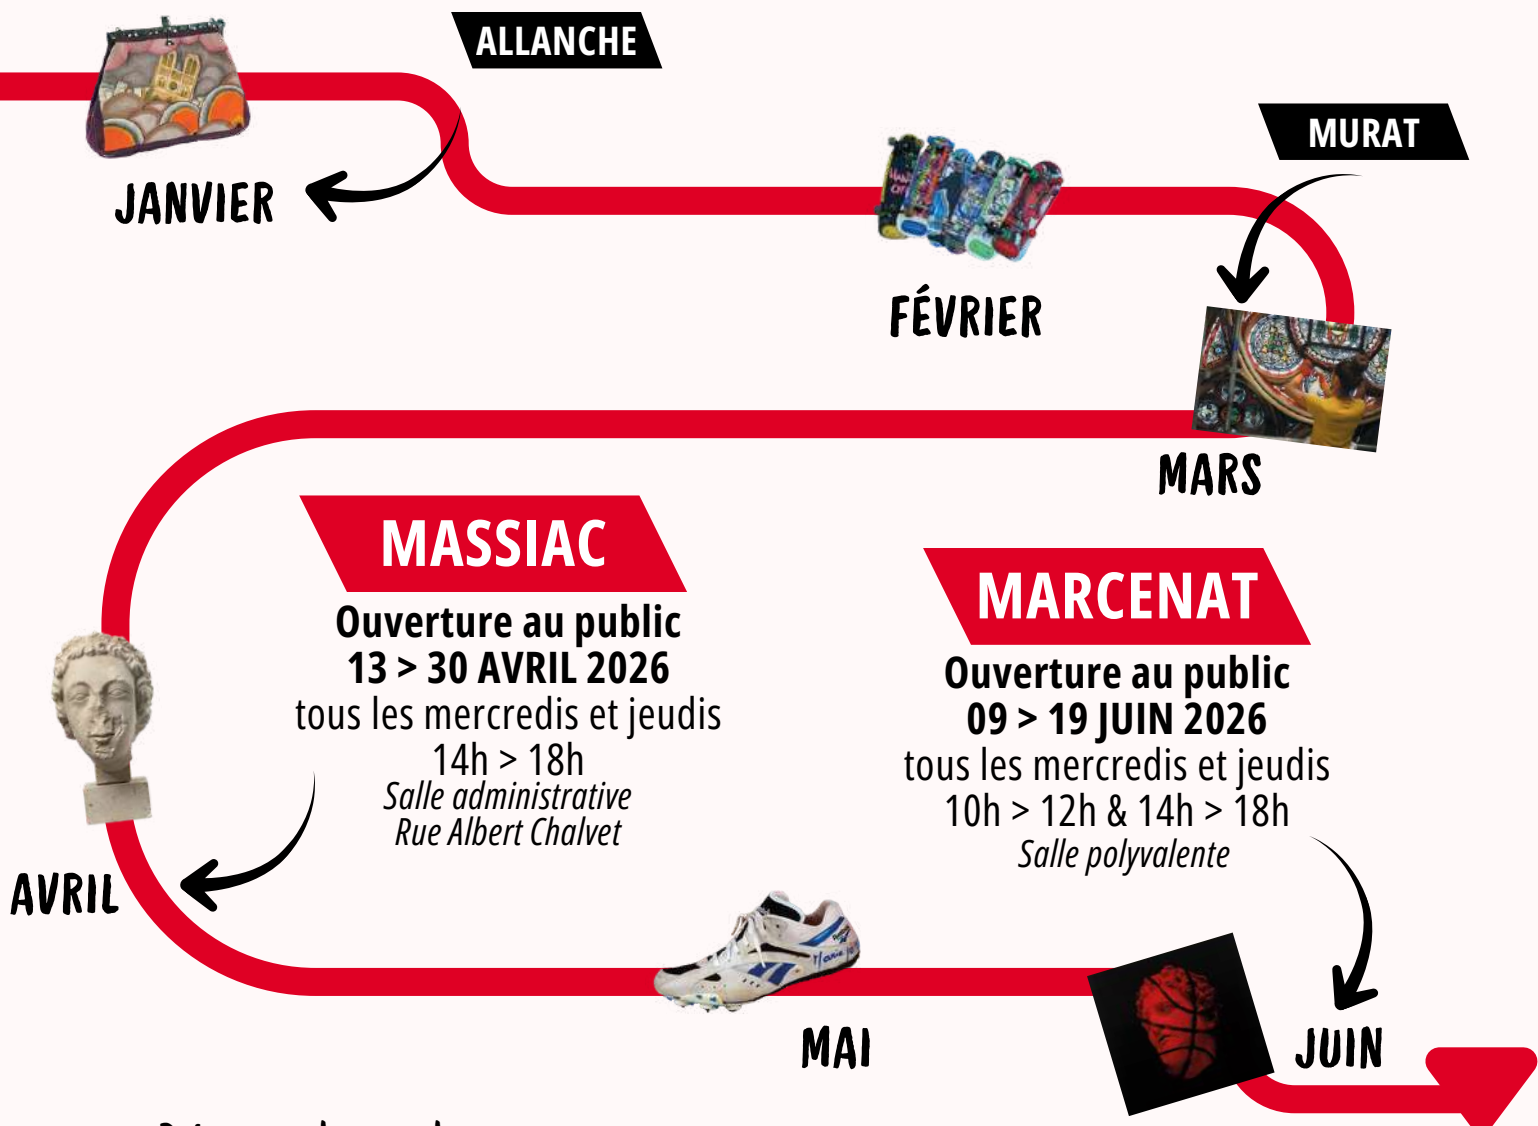 ALLANCHE
MURAT
JANVIER
FÉVRIER
MARS
MASSIAC
Ouverture au public
13 > 30 AVRIL 2026
tous les mercredis et jeudis
14h > 18h
Salle administrative
Rue Albert Chalvet
MARCENAT
Ouverture au public
09 > 19 JUIN 2026
tous les mercredis et jeudis
10h > 12h & 14h > 18h
Salle polyvalente
AVRIL
MAI
JUIN